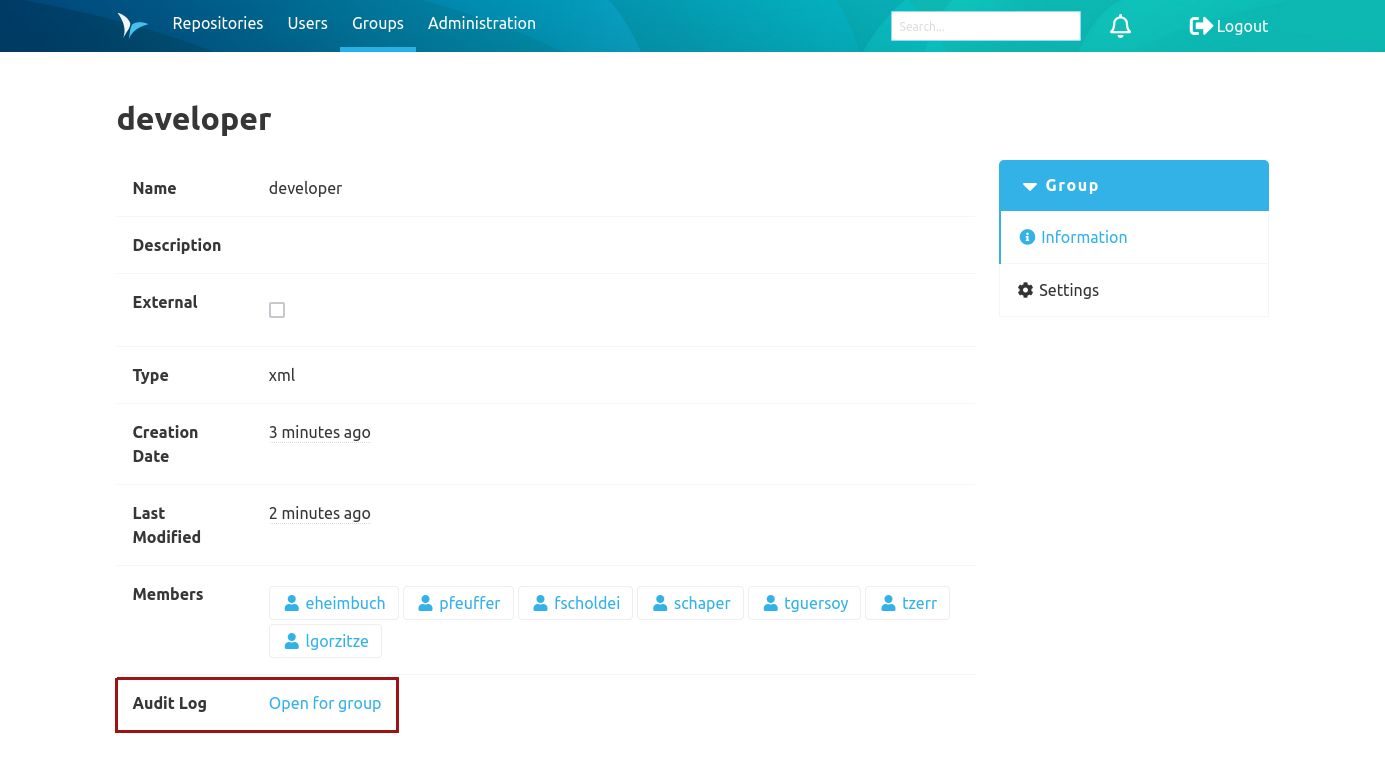 Repositories Users Groups Administration Search... Logout
developer
Name developer
Description
External
Type xml
Creation Date 3 minutes ago
Last Modified 2 minutes ago
Members eheimbuch pfeuffer fscholdei schaper tguersoy tzerr
lgorzitze
Audit Log Open for group
Group
Information
Settings